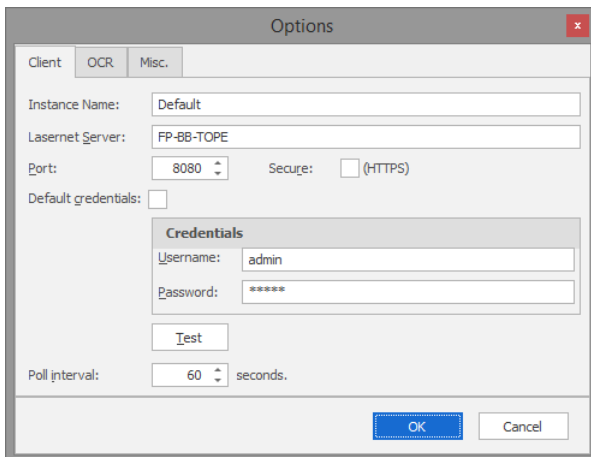 Options
x
Client OCR Misc.
Instance Name: Default
Lasernet Server: FP-BB-TOPE
Port: 8080 Secure: (HTTPS)
Default credentials:
Credentials
Username: admin
Password: *****
Test
Poll interval: 60 seconds.
OK Cancel